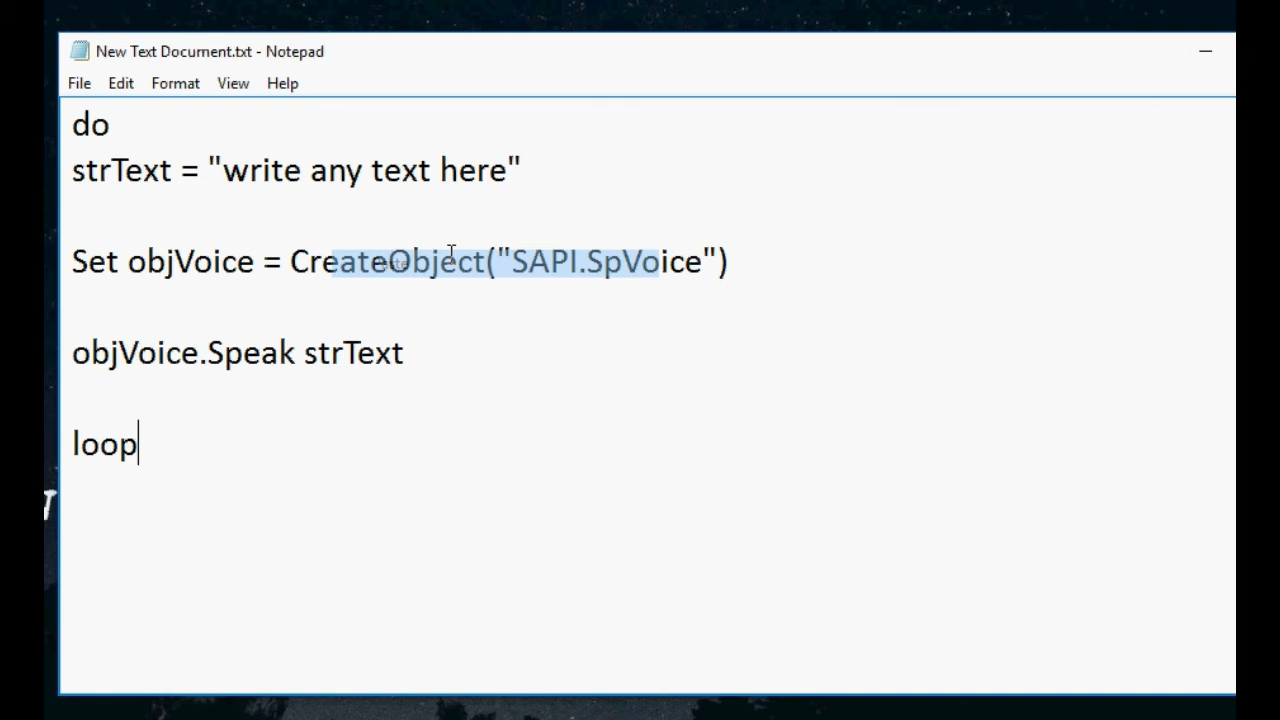 New Text Document.txt - Notepad
File Edit Format View Help
do
strText = "write any text here"
Set objVoice = CreateObject("SAPI.SpVoice")
objVoice.Speak strText
loop